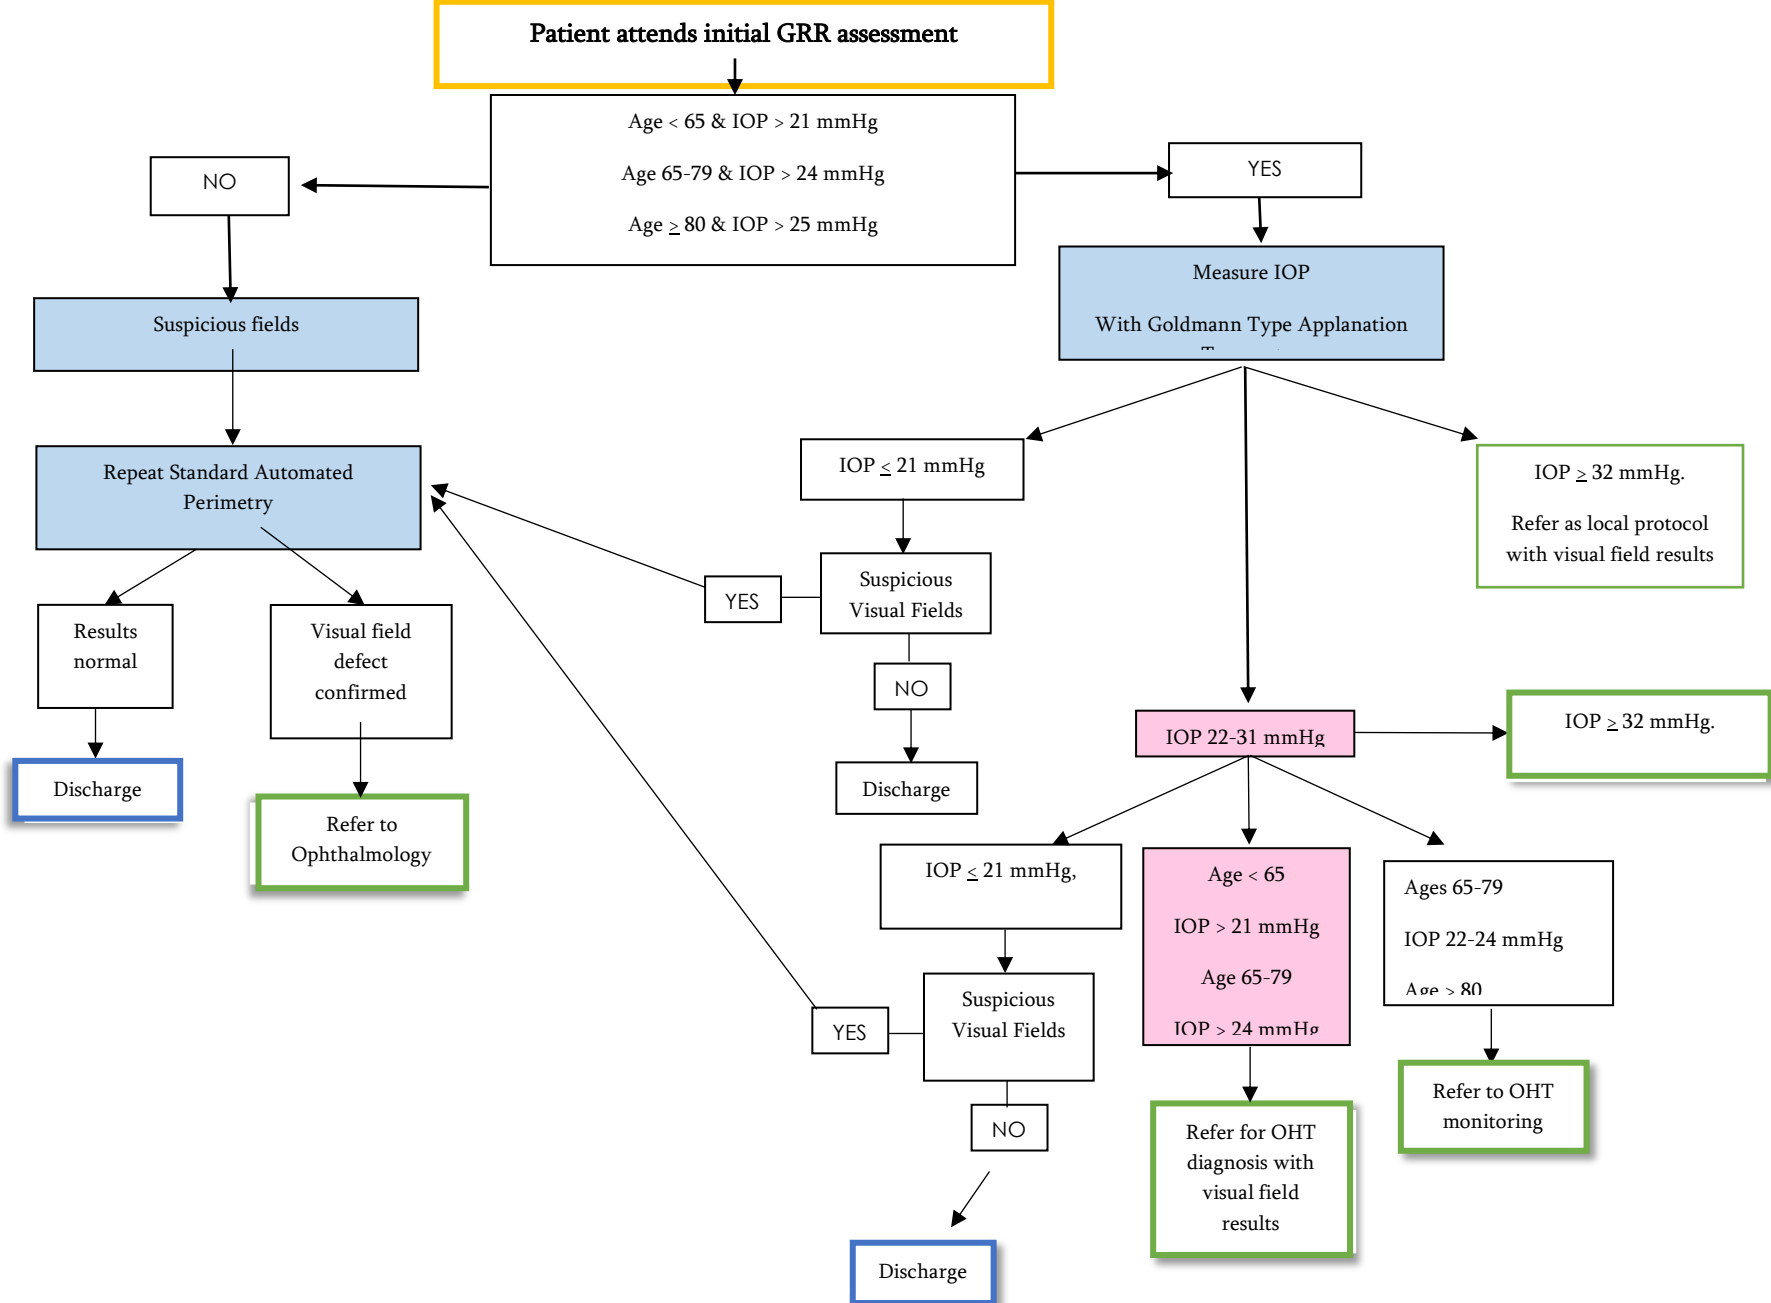 Patient attends initial GRR assessment
Age < 65 & IOP > 21 mmHg
Age 65-79 & IOP > 24 mmHg
Age ≥ 80 & IOP > 25 mmHg
NO
YES
Suspicious fields
Measure IOP
With Goldmann Type Applanation
Repeat Standard Automated
Perimetry
IOP ≤ 21 mmHg
IOP ≥ 32 mmHg.
Refer as local protocol
with visual field results
Suspicious
Visual Fields
YES
NO
Discharge
Results
normal
Visual field
defect
confirmed
Discharge
Refer to
Ophthalmology
IOP 22-31 mmHg
IOP ≥ 32 mmHg.
IOP ≤ 21 mmHg,
Age < 65
IOP > 21 mmHg
Age 65-79
IOP > 24 mmHg
Ages 65-79
IOP 22-24 mmHg
Age > 80
Suspicious
Visual Fields
YES
NO
Discharge
Refer for OHT
diagnosis with
visual field
results
Refer to OHT
monitoring